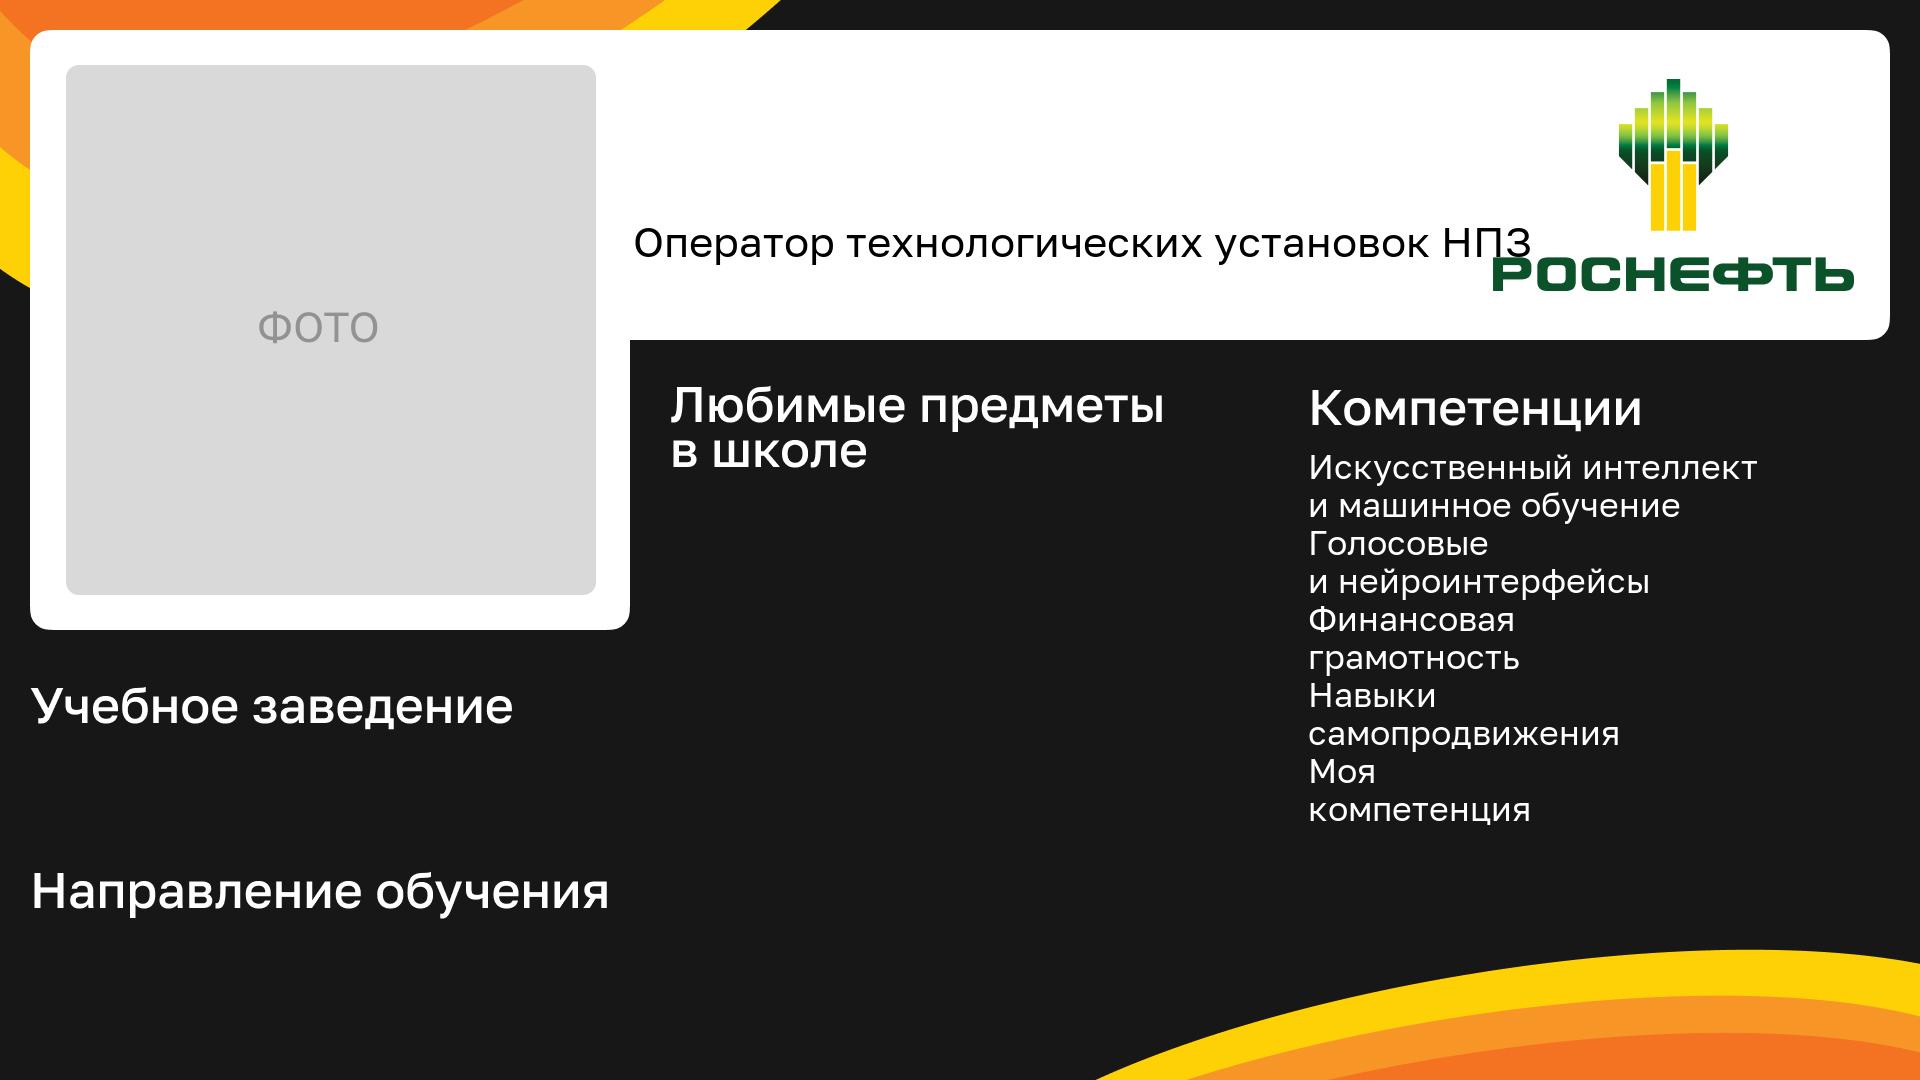 Оператор технологических установок НПЗ
РОСНЕФТЬ
ФОТО
Любимые предметы
в школе
Компетенции
Искусственный интеллект
и машинное обучение
Голосовые
и нейроинтерфейсы
Финансовая
грамотность
Навыки
самопродвижения
Моя
компетенция
Учебное заведение
Направление обучения